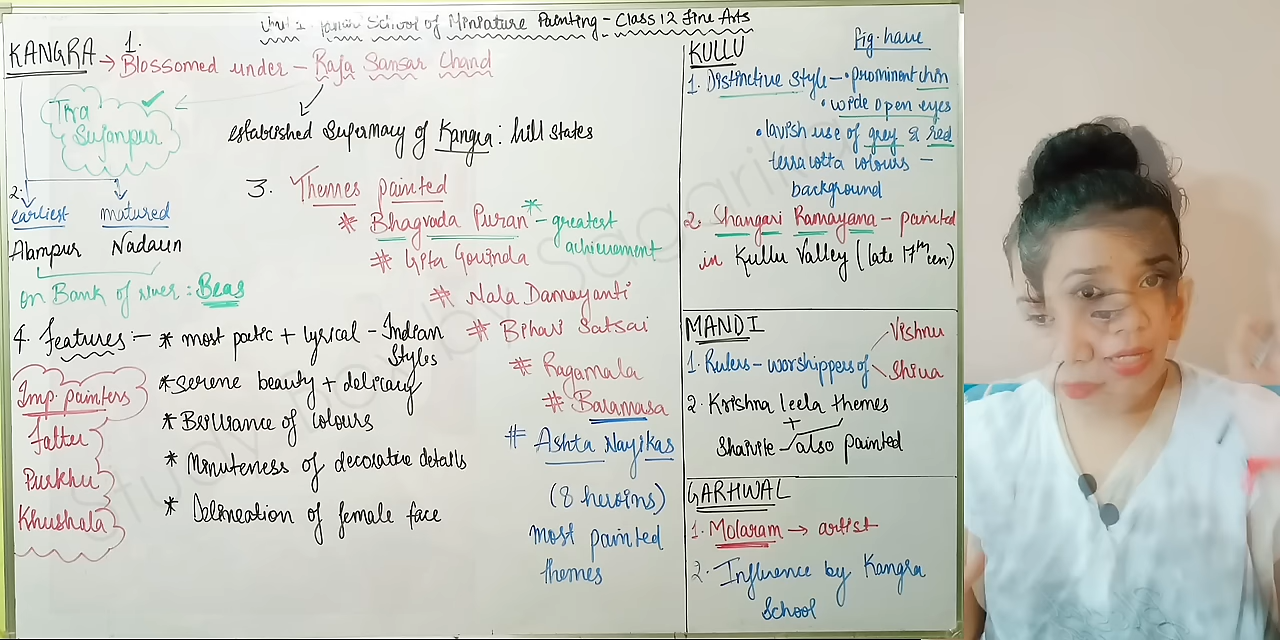 School of Miniature Painting - Class 12 Fine Arts
KANGRA → 1. Blossomed under - Raja Sansar Chand
Tira
Sujanpur
established Supermacy of Kangra : hill states
2.
earliest matured
Alampur Nadaun
on Bank of river : Beas
3. Themes painted
# Bhagvada Puran * - greatest
achievement
# Gita Govinda
# Nala Damayanti
# Bihari Satsai
# Ragamala
# Baramasa
# Ashta Nayikas
(8 heroins)
most painted
themes
4. Features :- * most poetic + lyrical - Indian
Styles
* serene beauty + delicacy
* Brilliance of colours
* Minuteness of decorative details
* Delineation of female face
Imp. painters
Fattu
Purkhu
Khushala
KULLU
fig. have
1. Distinctive style - • prominent chin
• wide open eyes
• lavish use of grey & red
terracotta colours -
background
2. Shangari Ramayana - painted
in Kullu Valley (late 17th cen)
MANDI
1. Rulers - worshippers of
Vishnu
Shiva
2. Krishna leela themes
+
Shaivite - also painted
GARHWAL
1. Molaram → artist
2. Influence by Kangra
School
Study now by Sagarika